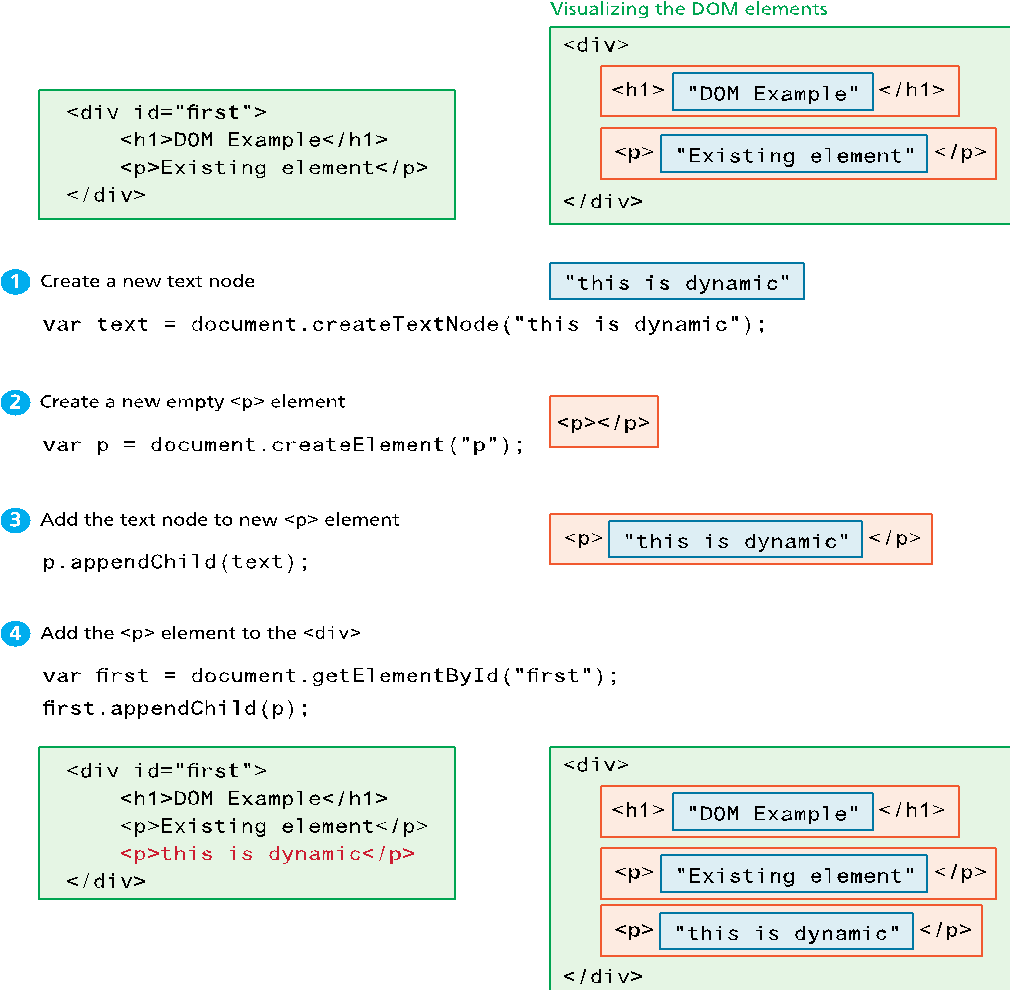 Visualizing the DOM elements
<div id="first">
<h1>DOM Example</h1>
<p>Existing element</p>
</div>
<div>
<h1> "DOM Example" </h1>
<p> "Existing element" </p>
</div>
1 Create a new text node
"this is dynamic"
var text = document.createTextNode("this is dynamic");
2 Create a new empty <p> element
var p = document.createElement("p");
<p></p>
3 Add the text node to new <p> element
p.appendChild(text);
<p> "this is dynamic" </p>
4 Add the <p> element to the <div>
var first = document.getElementById("first");
first.appendChild(p);
<div id="first">
<h1>DOM Example</h1>
<p>Existing element</p>
<p>this is dynamic</p>
</div>
<div>
<h1> "DOM Example" </h1>
<p> "Existing element" </p>
<p> "this is dynamic" </p>
</div>